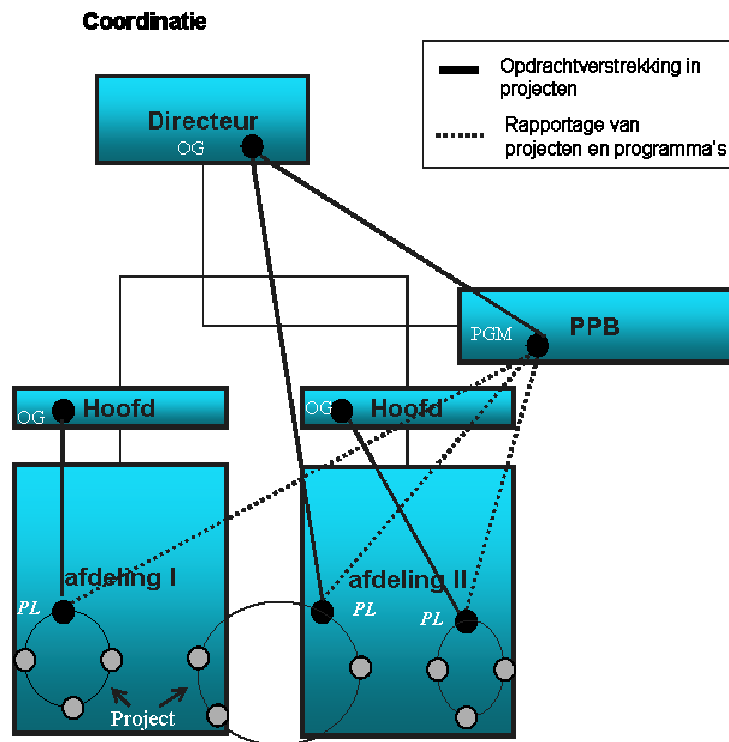 Coordinatie
Opdrachtverstrekking in
projecten
Rapportage van
projecten en programma's
Directeur
OG
PPB
PGM
Hoofd
OG
Hoofd
OG
afdeling I
PL
afdeling II
PL
PL
Project